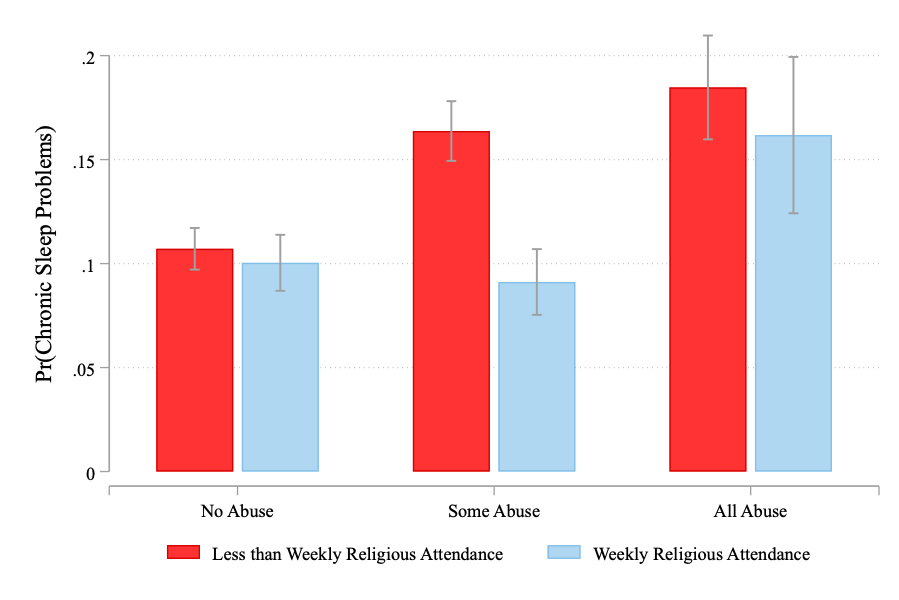 Pr(Chronic Sleep Problems)
.2
.15
.1
.05
0
No Abuse Some Abuse All Abuse
Less than Weekly Religious Attendance Weekly Religious Attendance